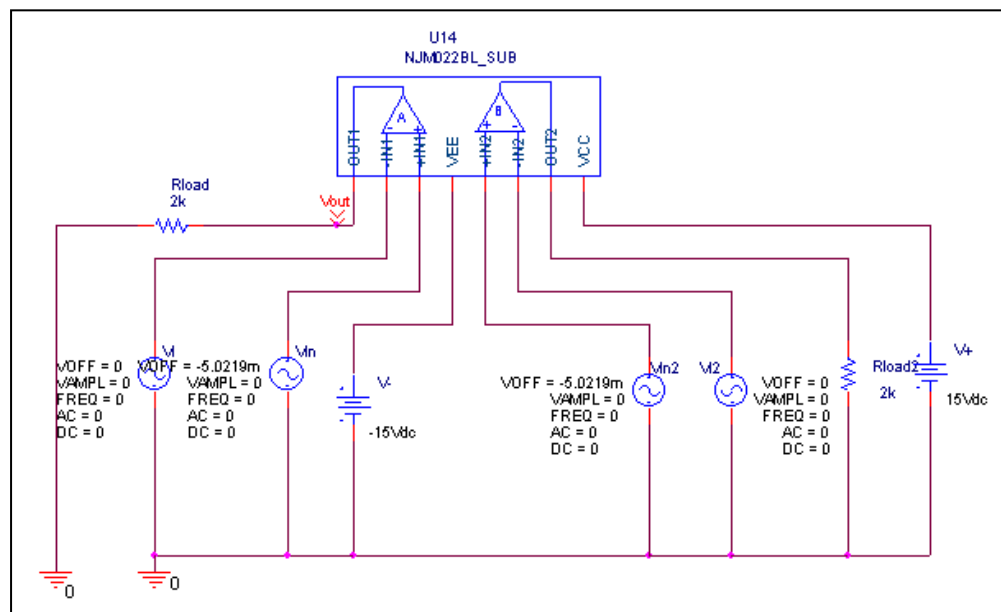 U14
NJM022BL_SUB
A
B
-
+
+
-
OUT1
-IN1
+IN1
VEE
+IN2
-IN2
OUT2
VCC
Rload
2k
Vout
Vi
Vin
V-
Vin2
Vi2
Rload2
2k
V+
15Vdc
VOFF = 0
VAMPL = 0
FREQ = 0
AC = 0
DC = 0
VOFF = -5.0219m
VAMPL = 0
FREQ = 0
AC = 0
DC = 0
-15Vdc
VOFF = -5.0219m
VAMPL = 0
FREQ = 0
AC = 0
DC = 0
VOFF = 0
VAMPL = 0
FREQ = 0
AC = 0
DC = 0
0
0